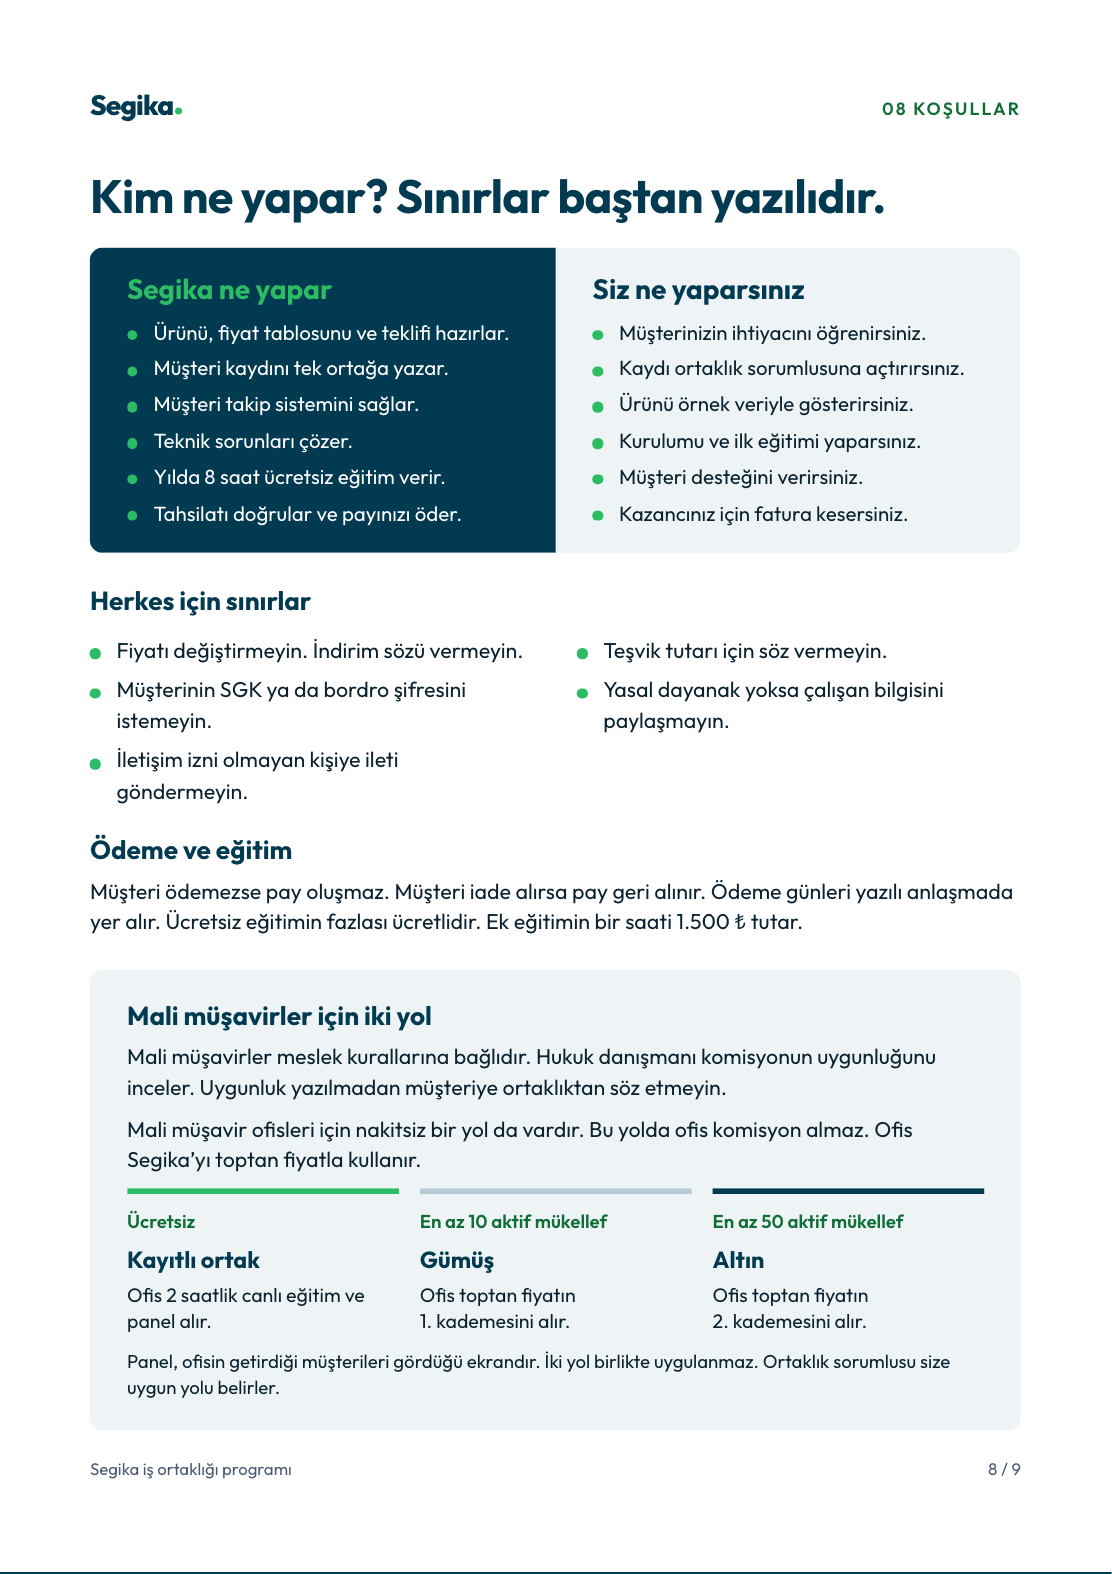 Segika.
08 KOŞULLAR
Kim ne yapar? Sınırlar baştan yazılıdır.
Segika ne yapar
Ürünü, fiyat tablosunu ve teklifi hazırlar.
Müşteri kaydını tek ortağa yazar.
Müşteri takip sistemini sağlar.
Teknik sorunları çözer.
Yılda 8 saat ücretsiz eğitim verir.
Tahsilatı doğrular ve payınızı öder.
Siz ne yaparsınız
Müşterinizin ihtiyacını öğrenirsiniz.
Kaydı ortaklık sorumlusuna açtırırsınız.
Ürünü örnek veriyle gösterirsiniz.
Kurulumu ve ilk eğitimi yaparsınız.
Müşteri desteğini verirsiniz.
Kazancınız için fatura kesersiniz.
Herkes için sınırlar
Fiyatı değiştirmeyin. İndirim sözü vermeyin.
Müşterinin SGK ya da bordro şifresini
istemeyin.
İletişim izni olmayan kişiye ileti
göndermeyin.
Teşvik tutarı için söz vermeyin.
Yasal dayanak yoksa çalışan bilgisini
paylaşmayın.
Ödeme ve eğitim
Müşteri ödemezse pay oluşmaz. Müşteri iade alırsa pay geri alınır. Ödeme günleri yazılı anlaşmada
yer alır. Ücretsiz eğitimin fazlası ücretlidir. Ek eğitimin bir saati 1.500 ₺ tutar.
Mali müşavirler için iki yol
Mali müşavirler meslek kurallarına bağlıdır. Hukuk danışmanı komisyonun uygunluğunu
inceler. Uygunluk yazılmadan müşteriye ortaklıktan söz etmeyin.
Mali müşavir ofisleri için nakitsiz bir yol da vardır. Bu yolda ofis komisyon almaz. Ofis
Segika’yı toptan fiyatla kullanır.
Ücretsiz
Kayıtlı ortak
Ofis 2 saatlik canlı eğitim ve
panel alır.
En az 10 aktif mükellef
Gümüş
Ofis toptan fiyatın
1. kademesini alır.
En az 50 aktif mükellef
Altın
Ofis toptan fiyatın
2. kademesini alır.
Panel, ofisin getirdiği müşterileri gördüğü ekrandır. İki yol birlikte uygulanmaz. Ortaklık sorumlusu size
uygun yolu belirler.
Segika iş ortaklığı programı
8 / 9